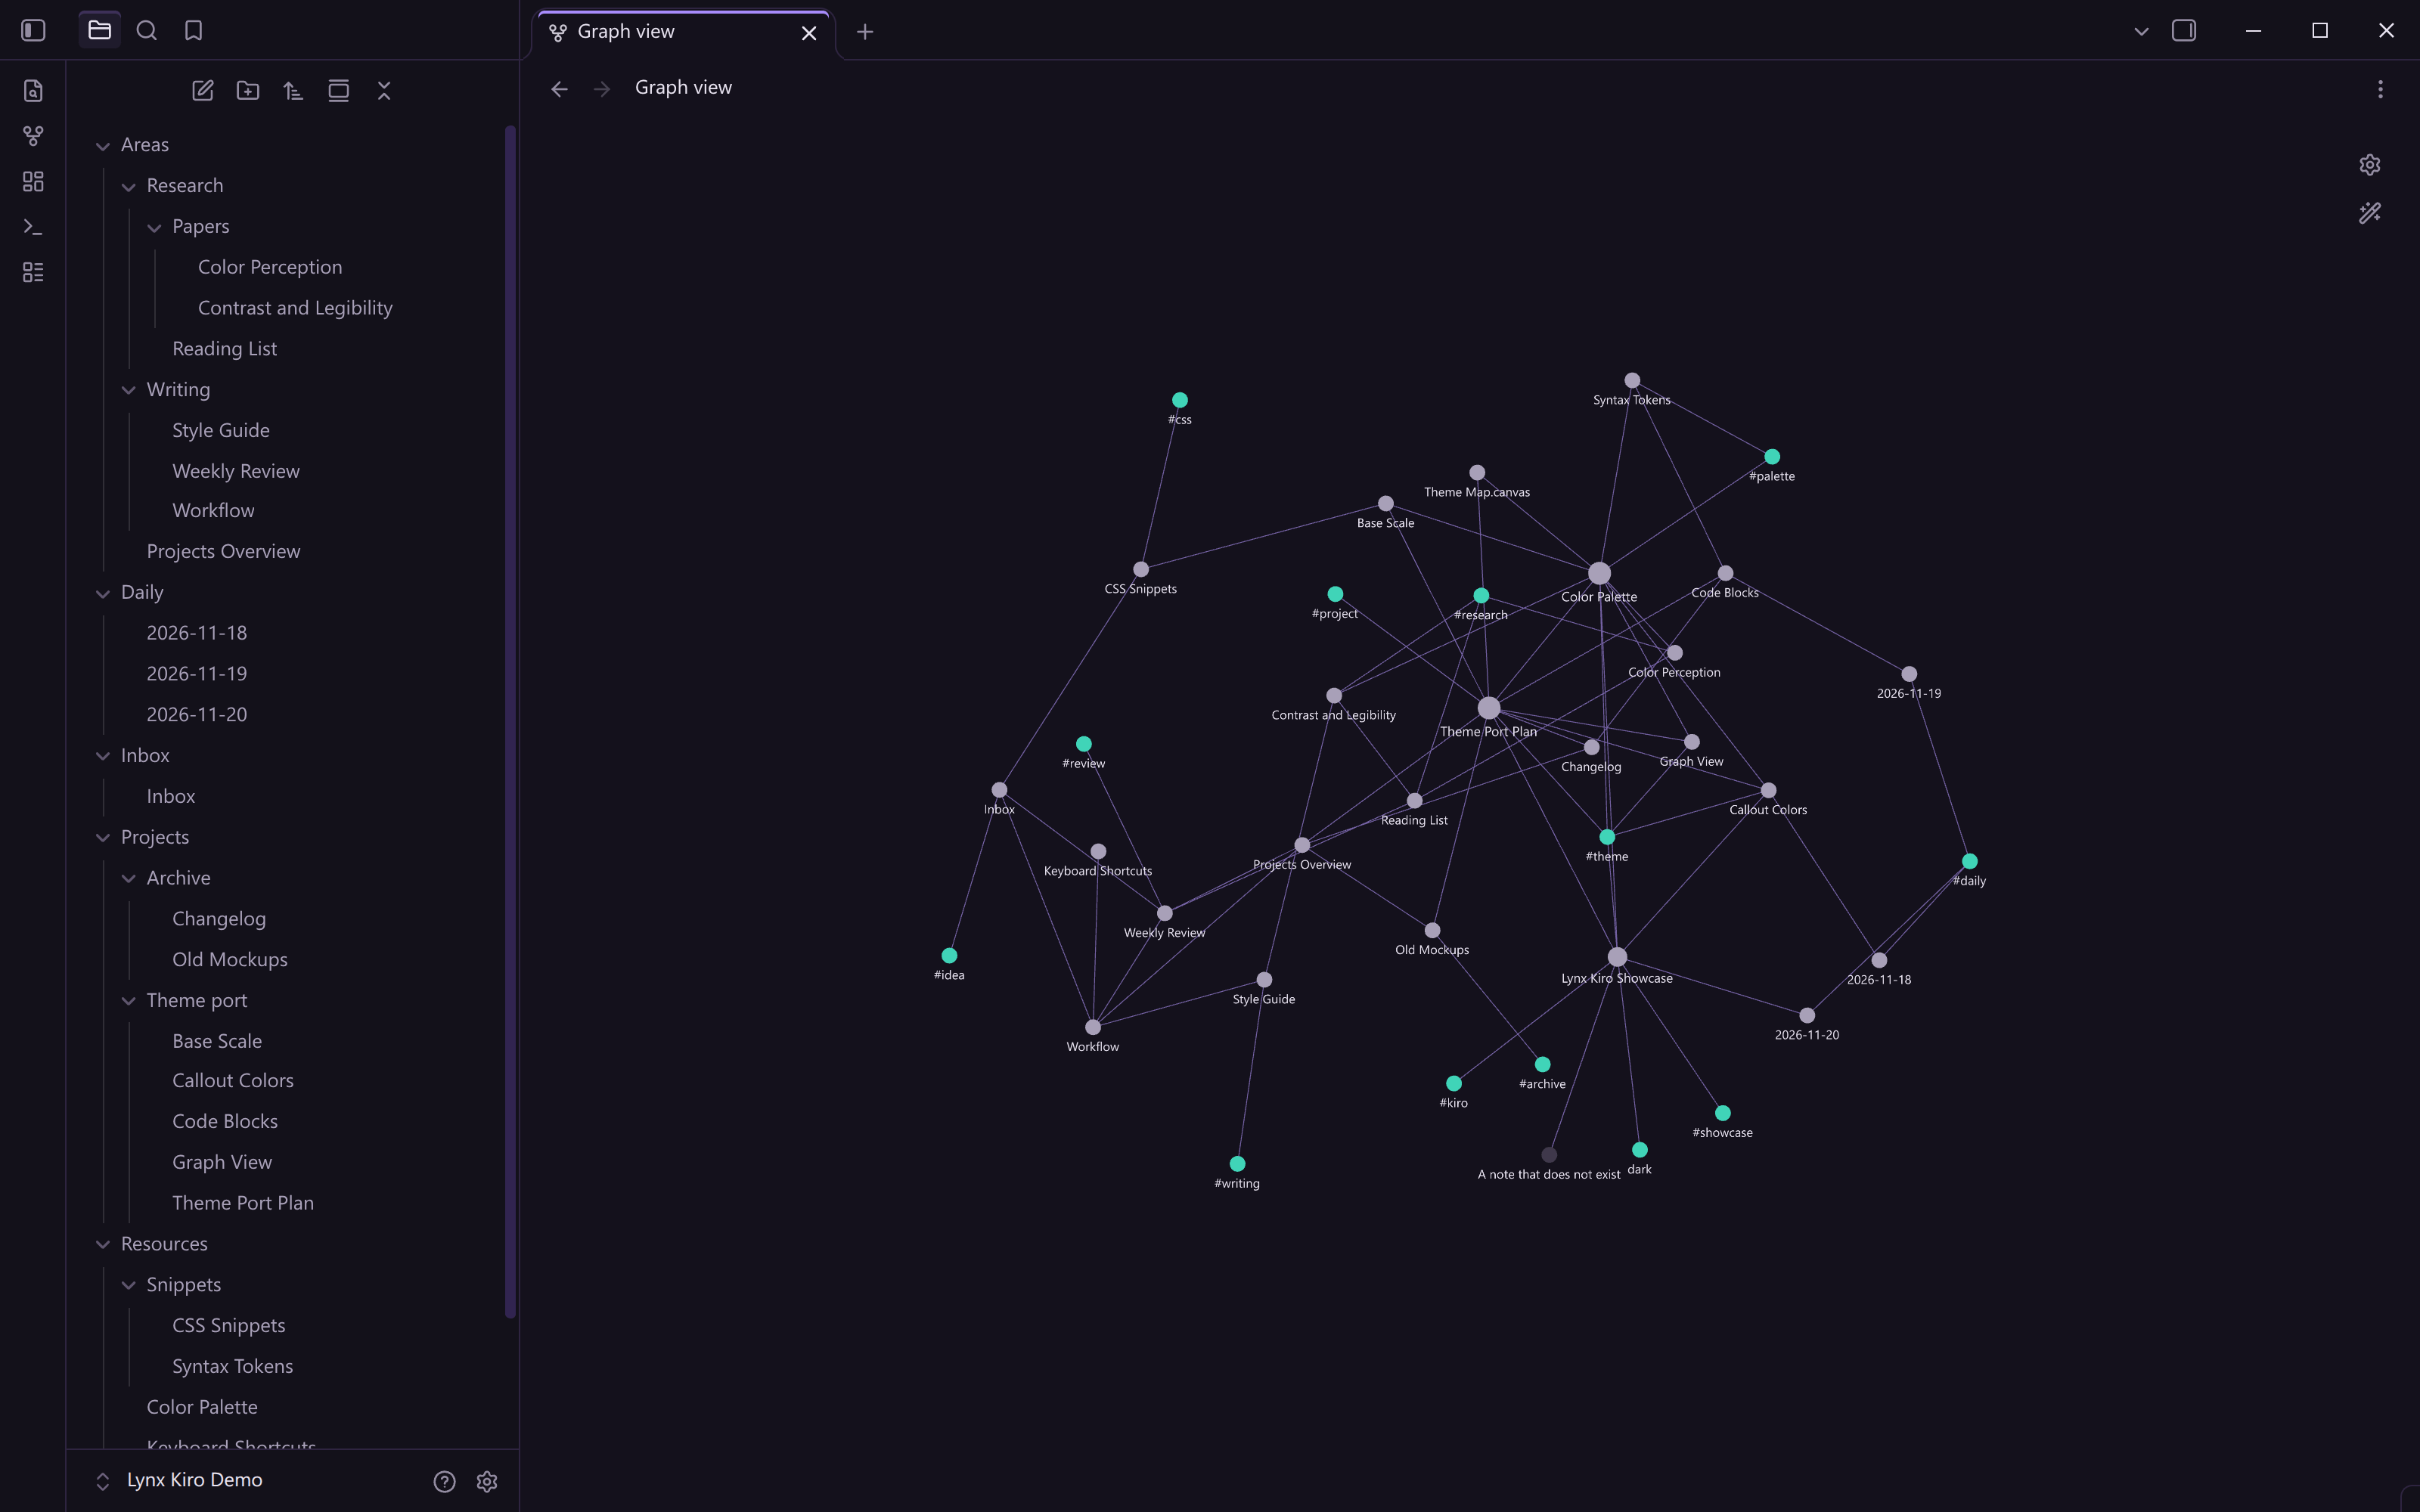 Graph view
Graph view
Areas
Research
Papers
Color Perception
Contrast and Legibility
Reading List
Writing
Style Guide
Weekly Review
Workflow
Projects Overview
Daily
2026-11-18
2026-11-19
2026-11-20
Inbox
Inbox
Projects
Archive
Changelog
Old Mockups
Theme port
Base Scale
Callout Colors
Code Blocks
Graph View
Theme Port Plan
Resources
Snippets
CSS Snippets
Syntax Tokens
Color Palette
Keyboard Shortcuts
Lynx Kiro Demo
Syntax Tokens
#css
#palette
Theme Map.canvas
Base Scale
CSS Snippets
Color Palette
Code Blocks
#project
#research
Color Perception
2026-11-19
Contrast and Legibility
Theme Port Plan
#review
Changelog
Graph View
Inbox
Reading List
Callout Colors
Keyboard Shortcuts
Projects Overview
#theme
#daily
Weekly Review
Old Mockups
#idea
Lynx Kiro Showcase
2026-11-18
Style Guide
2026-11-20
Workflow
#archive
#kiro
#showcase
A note that does not exist
dark
#writing